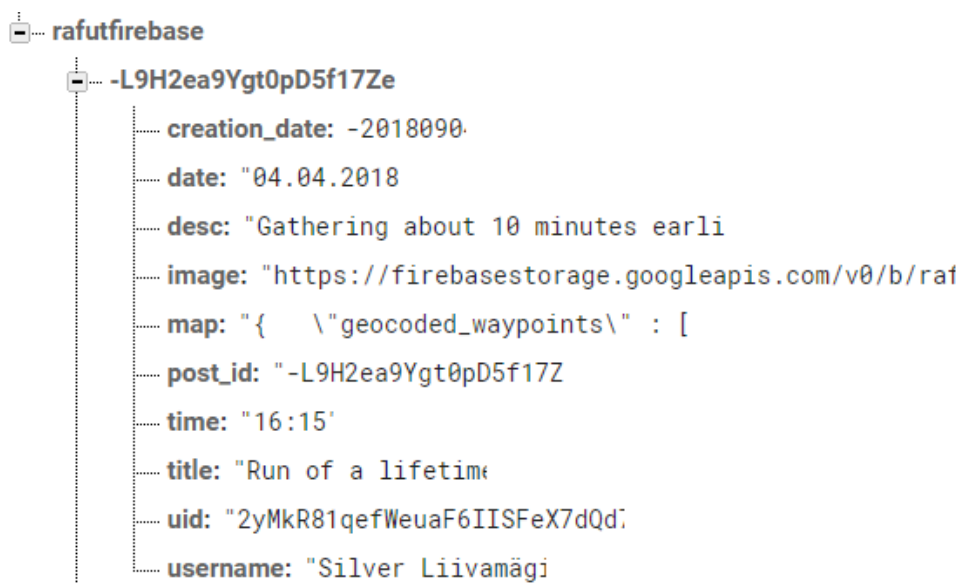 rafutfirebase
-L9H2ea9Ygt0pD5f17Ze
creation_date: -2018090
date: "04.04.2018
desc: "Gathering about 10 minutes earli
image: "https://firebasestorage.googleapis.com/v0/b/raf
map: "{   \"geocoded_waypoints\" : [
post_id: "-L9H2ea9Ygt0pD5f17Z
time: "16:15"
title: "Run of a lifetime
uid: "2yMkR81qefWeuaF6IISFeX7dQd
username: "Silver Liivamägi